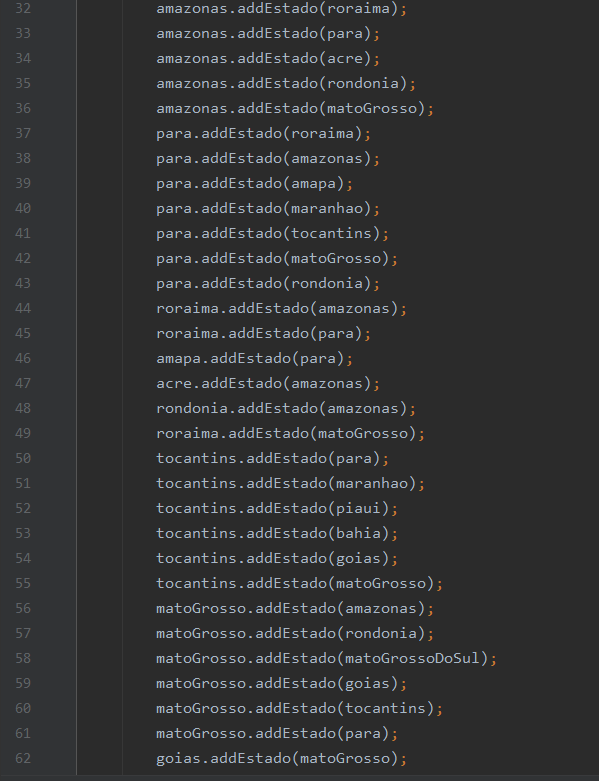 32 amazonas.addEstado(roraima);
33 amazonas.addEstado(para);
34 amazonas.addEstado(acre);
35 amazonas.addEstado(rondonia);
36 amazonas.addEstado(matoGrosso);
37 para.addEstado(roraima);
38 para.addEstado(amazonas);
39 para.addEstado(amapa);
40 para.addEstado(maranhao);
41 para.addEstado(tocantins);
42 para.addEstado(matoGrosso);
43 para.addEstado(rondonia);
44 roraima.addEstado(amazonas);
45 roraima.addEstado(para);
46 amapa.addEstado(para);
47 acre.addEstado(amazonas);
48 rondonia.addEstado(amazonas);
49 roraima.addEstado(matoGrosso);
50 tocantins.addEstado(para);
51 tocantins.addEstado(maranhao);
52 tocantins.addEstado(piaui);
53 tocantins.addEstado(bahia);
54 tocantins.addEstado(goias);
55 tocantins.addEstado(matoGrosso);
56 matoGrosso.addEstado(amazonas);
57 matoGrosso.addEstado(rondonia);
58 matoGrosso.addEstado(matoGrossoDoSul);
59 matoGrosso.addEstado(goias);
60 matoGrosso.addEstado(tocantins);
61 matoGrosso.addEstado(para);
62 goias.addEstado(matoGrosso);